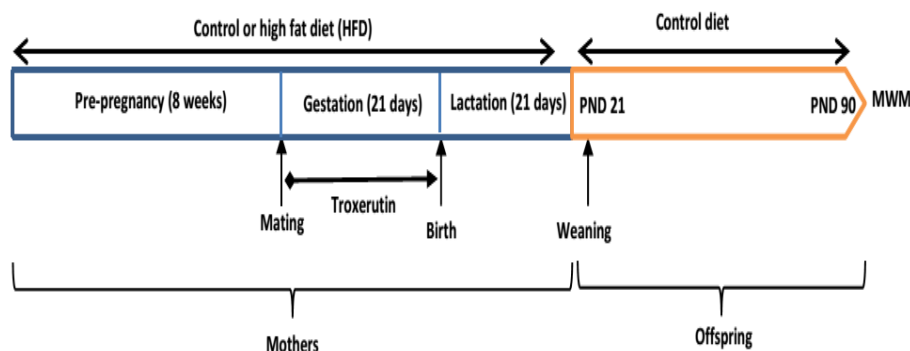 Control or high fat diet (HFD)
Control diet
Pre-pregnancy (8 weeks)
Gestation (21 days)
Lactation (21 days)
PND 21
PND 90
MWM
Troxerutin
Mating
Birth
Weaning
Mothers
Offspring